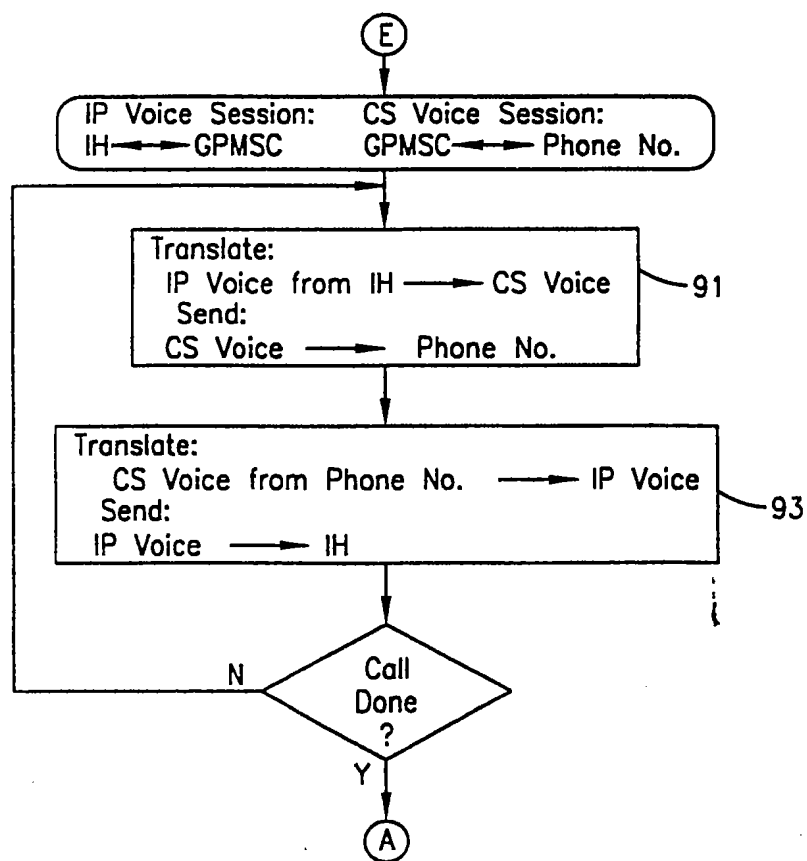 E
IP Voice Session: CS Voice Session:
IH ←→ GPMSC GPMSC ←→ Phone No.
Translate:
IP Voice from IH → CS Voice
Send:
CS Voice → Phone No.
91
Translate:
CS Voice from Phone No. → IP Voice
Send:
IP Voice → IH
93
Call
Done
?
N
Y
A